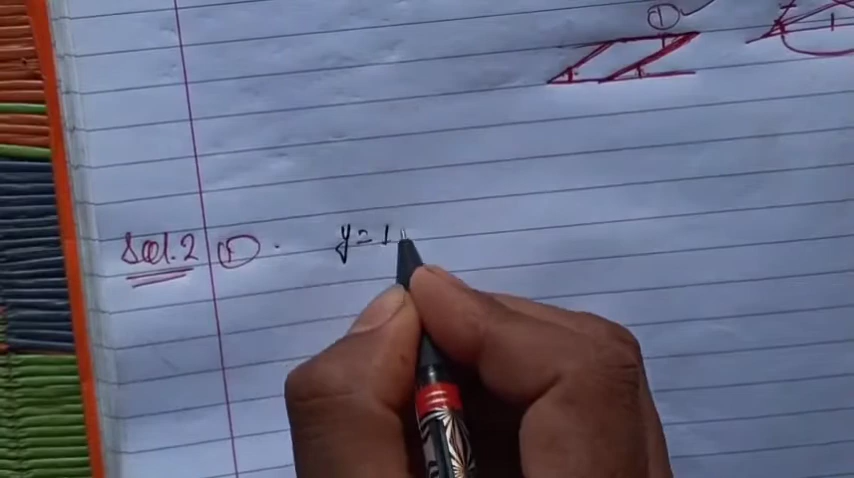 ①
Sol.2 (F) . y = 1